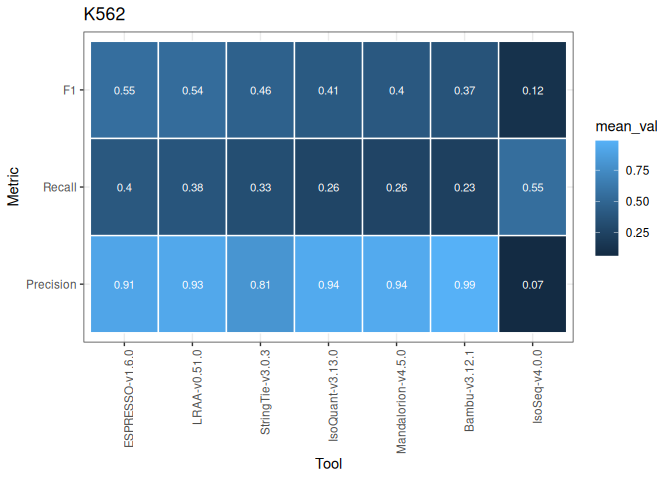 K562
F1 0.55 0.54 0.46 0.41 0.4 0.37 0.12
Recall 0.4 0.38 0.33 0.26 0.26 0.23 0.55
Precision 0.91 0.93 0.81 0.94 0.94 0.99 0.07
Metric
ESPRESSO-v1.6.0
LRAA-v0.51.0
StringTie-v3.0.3
IsoQuant-v3.13.0
Mandalorion-v4.5.0
Bambu-v3.12.1
IsoSeq-v4.0.0
Tool
mean_val
0.75
0.50
0.25